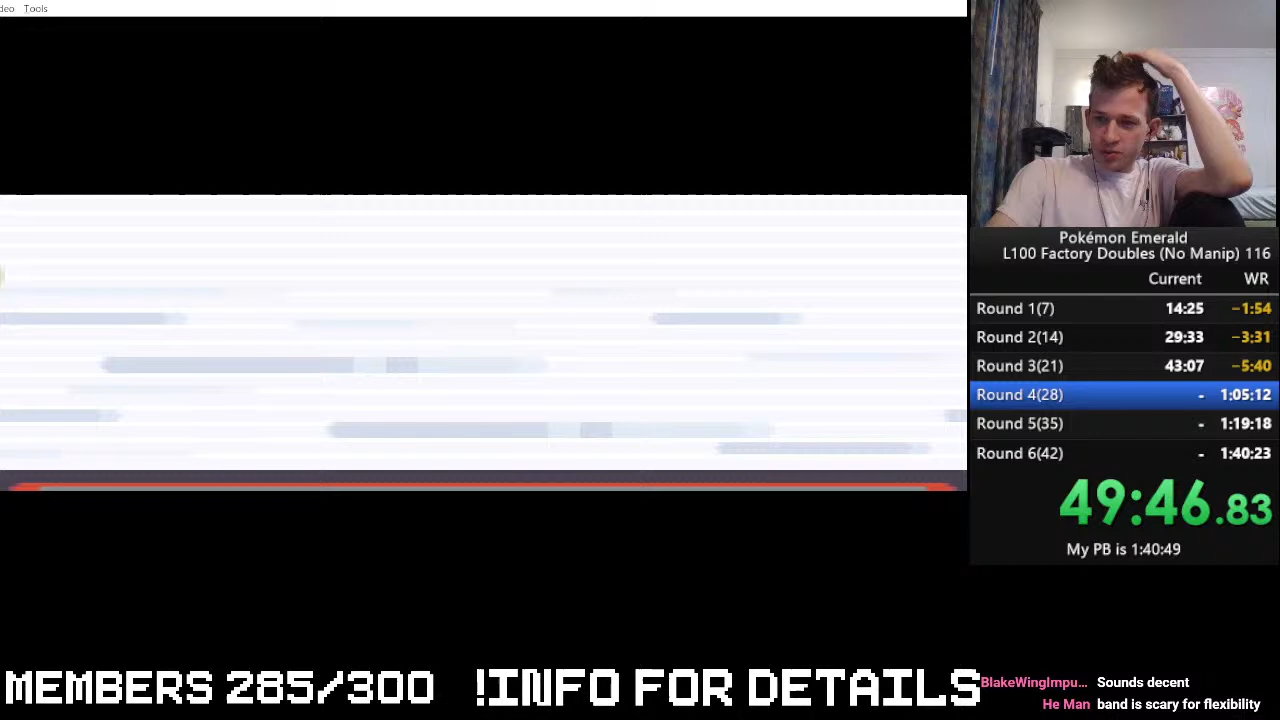 deo Tools
Pokémon Emerald
L100 Factory Doubles (No Manip) 116
Current WR
Round 1(7) 14:25 −1:54
Round 2(14) 29:33 −3:31
Round 3(21) 43:07 −5:40
Round 4(28) - 1:05:12
Round 5(35) - 1:19:18
Round 6(42) - 1:40:23
49:46.83
My PB is 1:40:49
MEMBERS 285/300 !INFO FOR DETAILS
BlakeWingImpu... Sounds decent
He Man band is scary for flexibility